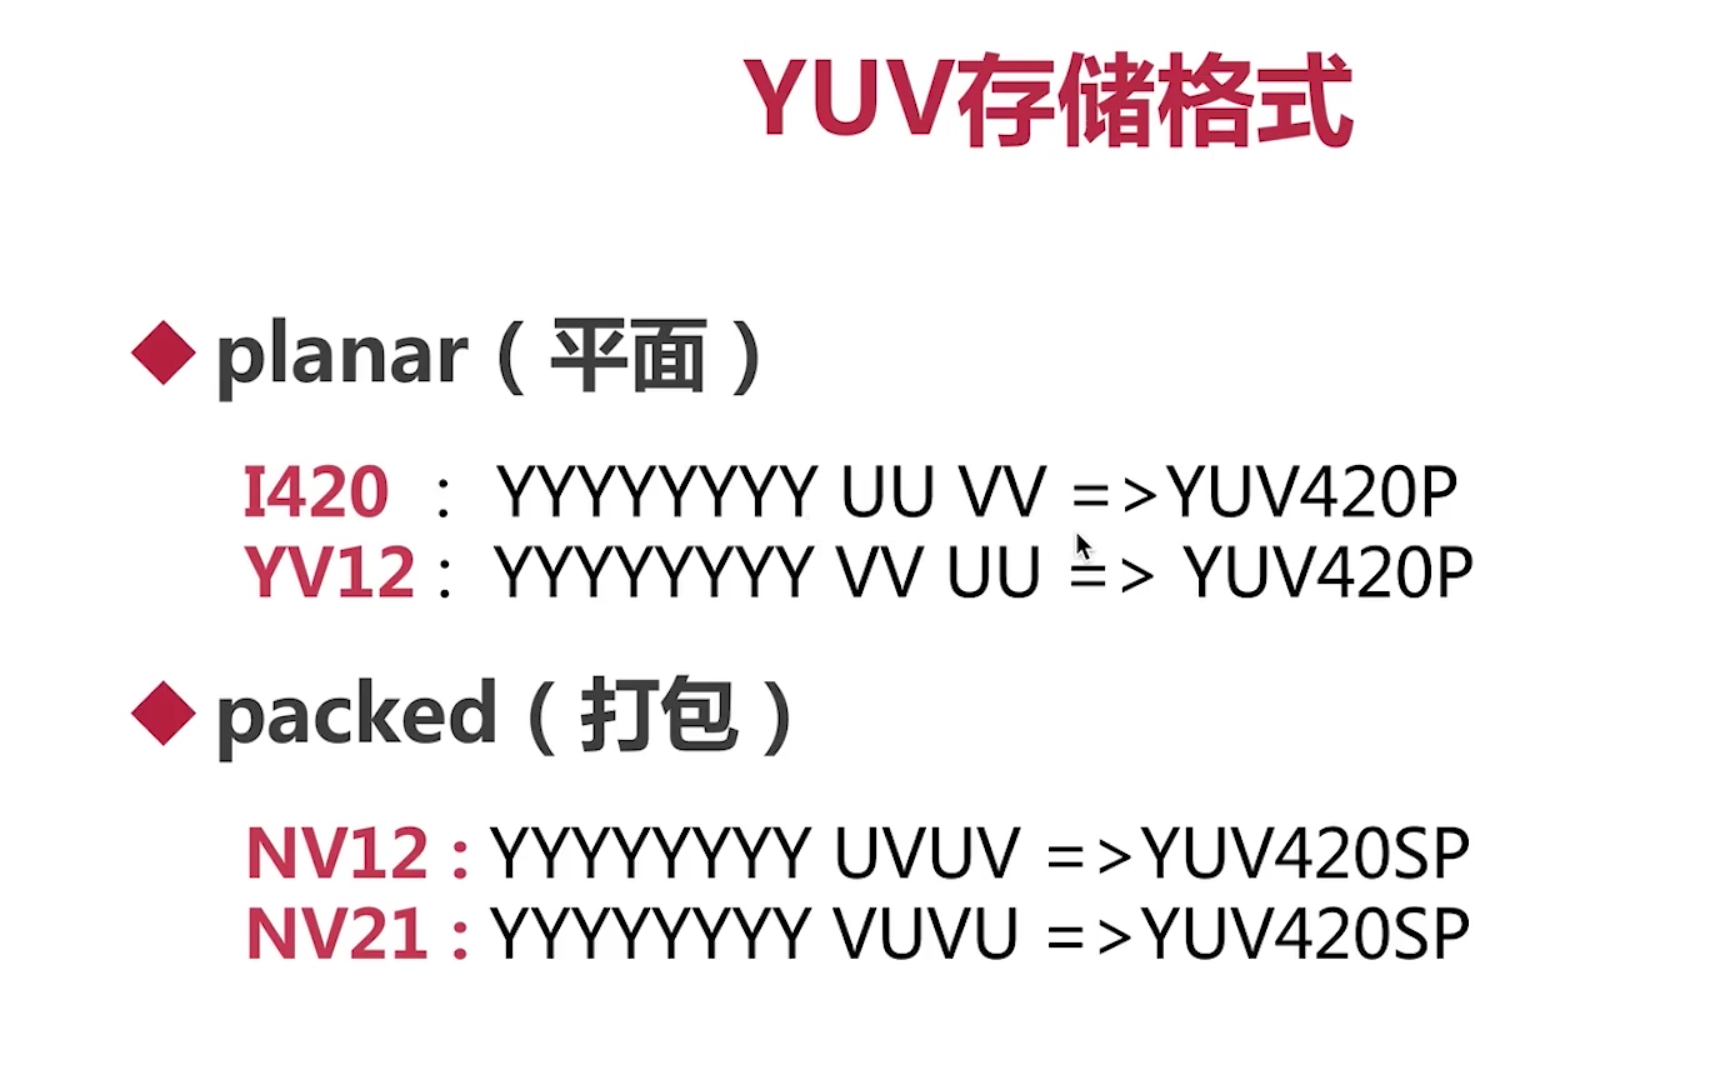 YUV存储格式
planar（平面）
I420 : YYYYYYYY UU VV =>YUV420P
YV12 : YYYYYYYY VV UU => YUV420P
packed（打包）
NV12 : YYYYYYYY UVUV =>YUV420SP
NV21 : YYYYYYYY VUVU =>YUV420SP